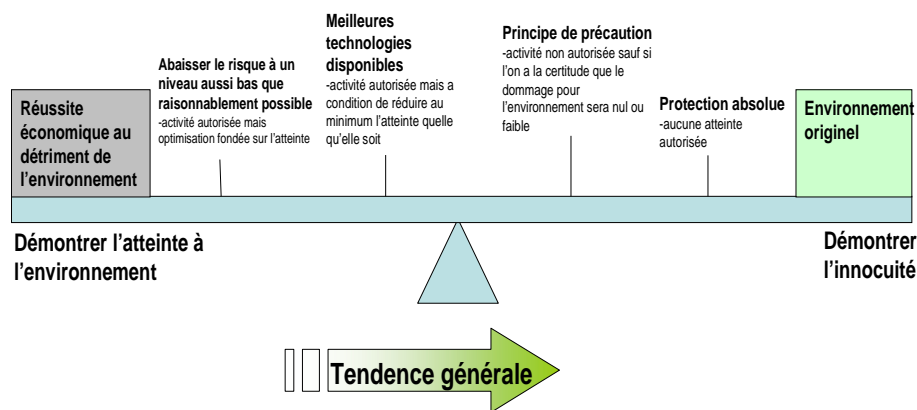 Réussite
économique au
détriment de
l'environnement
Abaisser le risque à un
niveau aussi bas que
raisonnablement possible
-activité autorisée mais
optimisation fondée sur l'atteinte
Meilleures
technologies
disponibles
-activité autorisée mais a
condition de réduire au
minimum l'atteinte quelle
qu'elle soit
Principe de précaution
-activité non autorisée sauf si
l'on a la certitude que le
dommage pour
l'environnement sera nul ou
faible
Protection absolue
-aucune atteinte
autorisée
Environnement
originel
Démontrer l'atteinte à
l'environnement
Démontrer
l'innocuité
Tendence générale